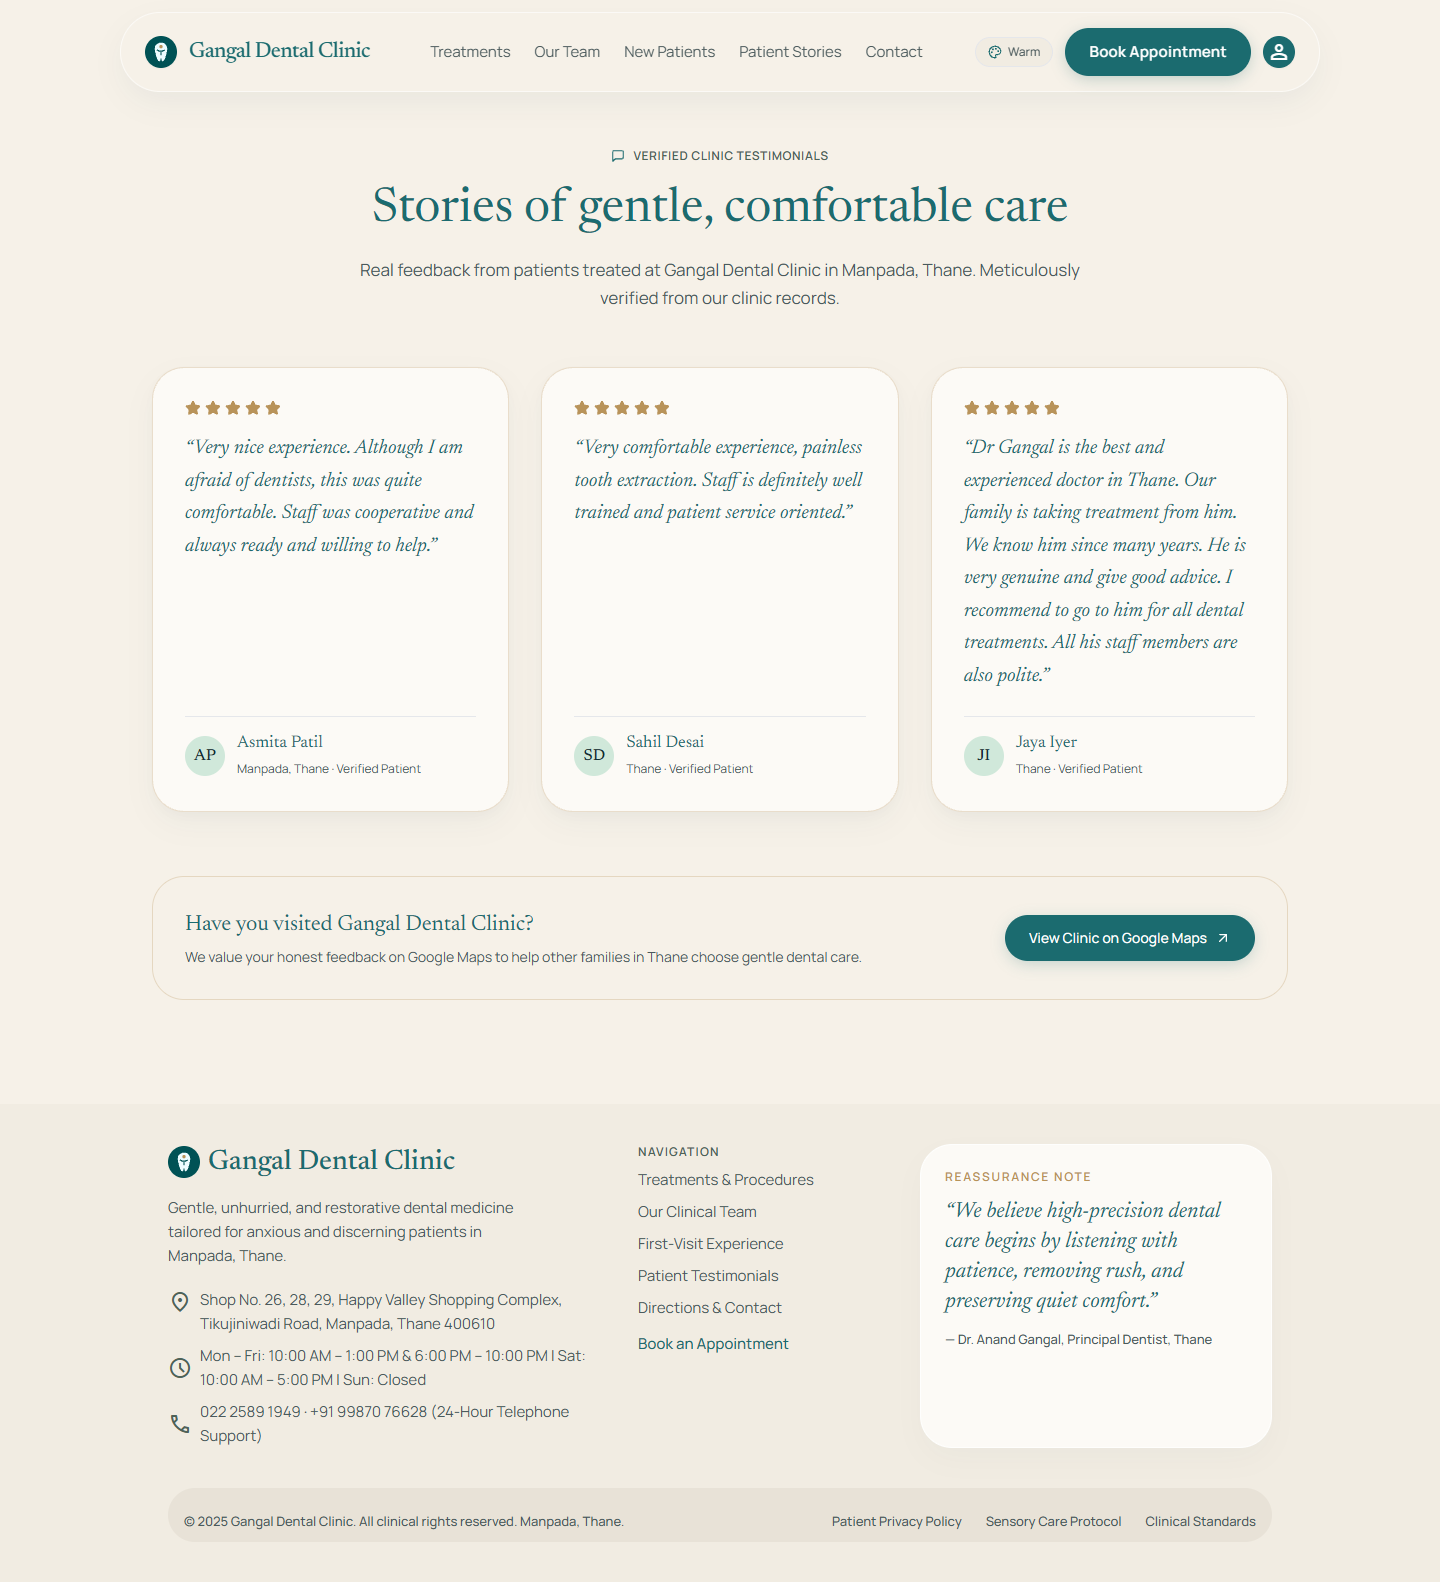 Gangal Dental Clinic
Treatments
Our Team
New Patients
Patient Stories
Contact
Warm
Book Appointment
VERIFIED CLINIC TESTIMONIALS
Stories of gentle, comfortable care
Real feedback from patients treated at Gangal Dental Clinic in Manpada, Thane. Meticulously
verified from our clinic records.
“Very nice experience. Although I am
afraid of dentists, this was quite
comfortable. Staff was cooperative and
always ready and willing to help.”
AP
Asmita Patil
Manpada, Thane · Verified Patient
“Very comfortable experience, painless
tooth extraction. Staff is definitely well
trained and patient service oriented.”
SD
Sahil Desai
Thane · Verified Patient
“Dr Gangal is the best and
experienced doctor in Thane. Our
family is taking treatment from him.
We know him since many years. He is
very genuine and give good advice. I
recommend to go to him for all dental
treatments. All his staff members are
also polite.”
JI
Jaya Iyer
Thane · Verified Patient
Have you visited Gangal Dental Clinic?
We value your honest feedback on Google Maps to help other families in Thane choose gentle dental care.
View Clinic on Google Maps
Gangal Dental Clinic
Gentle, unhurried, and restorative dental medicine
tailored for anxious and discerning patients in
Manpada, Thane.
Shop No. 26, 28, 29, Happy Valley Shopping Complex,
Tikujiniwadi Road, Manpada, Thane 400610
Mon – Fri: 10:00 AM – 1:00 PM & 6:00 PM – 10:00 PM | Sat:
10:00 AM – 5:00 PM | Sun: Closed
022 2589 1949 · +91 99870 76628 (24-Hour Telephone
Support)
NAVIGATION
Treatments & Procedures
Our Clinical Team
First-Visit Experience
Patient Testimonials
Directions & Contact
Book an Appointment
REASSURANCE NOTE
“We believe high-precision dental
care begins by listening with
patience, removing rush, and
preserving quiet comfort.”
— Dr. Anand Gangal, Principal Dentist, Thane
© 2025 Gangal Dental Clinic. All clinical rights reserved. Manpada, Thane.
Patient Privacy Policy
Sensory Care Protocol
Clinical Standards